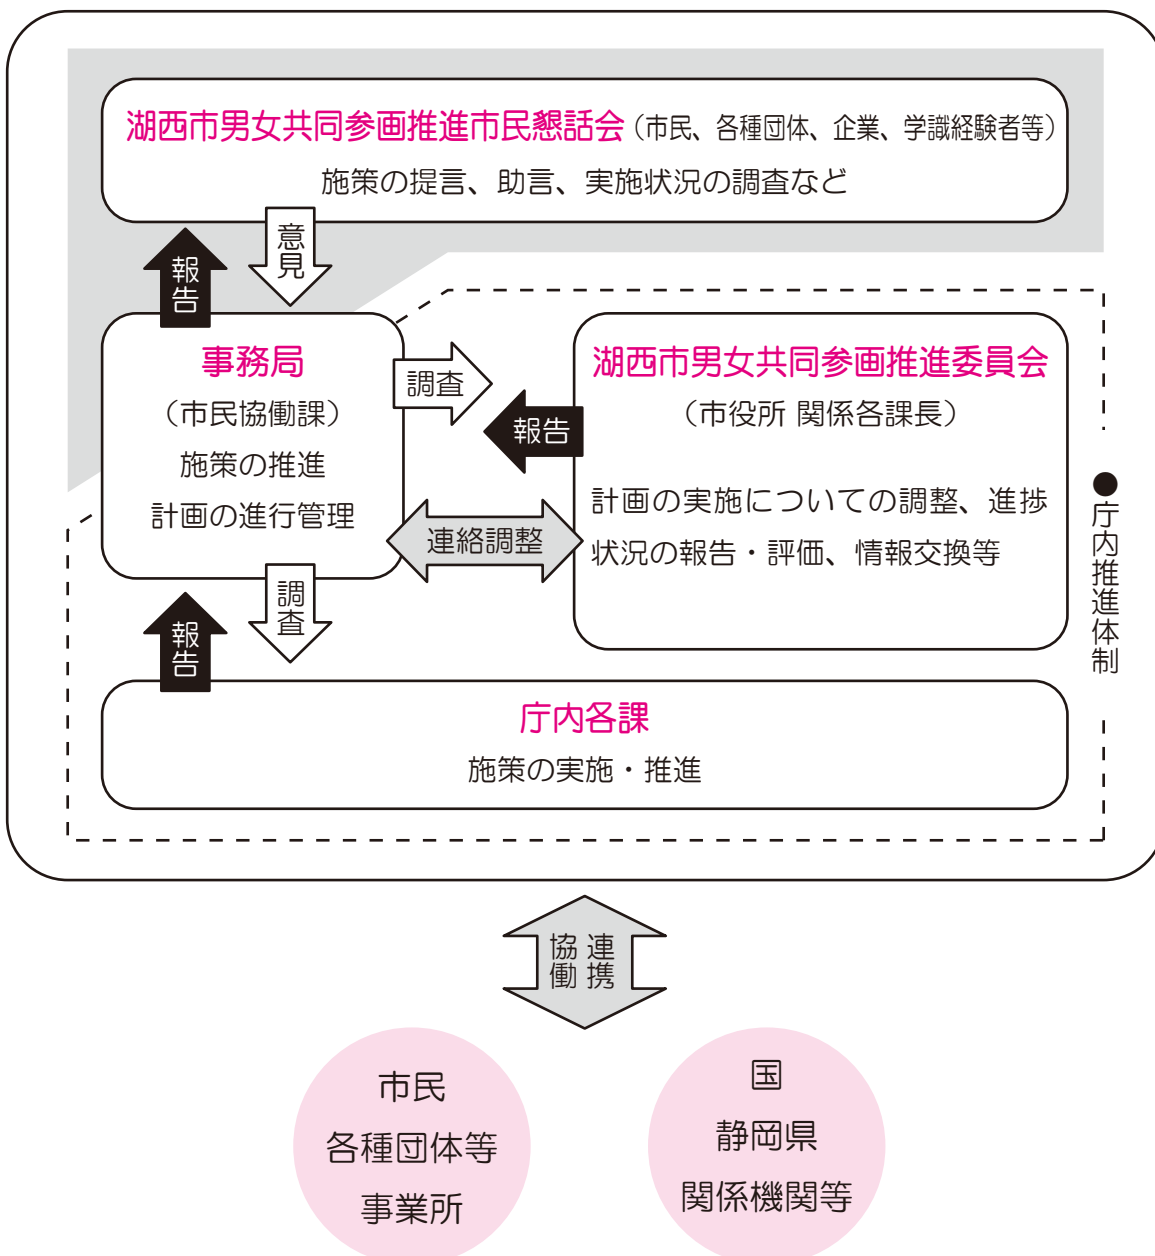 湖西市男女共同参画推進市民懇話会（市民、各種団体、企業、学識経験者等）
施策の提言、助言、実施状況の調査など
意見
報告
事務局
（市民協働課）
施策の推進
計画の進行管理
調査
報告
連絡調整
湖西市男女共同参画推進委員会
（市役所 関係各課長）
計画の実施についての調整、進捗
状況の報告・評価、情報交換等
●庁内推進体制
調査
報告
庁内各課
施策の実施・推進
連携
協働
市民
各種団体等
事業所
国
静岡県
関係機関等